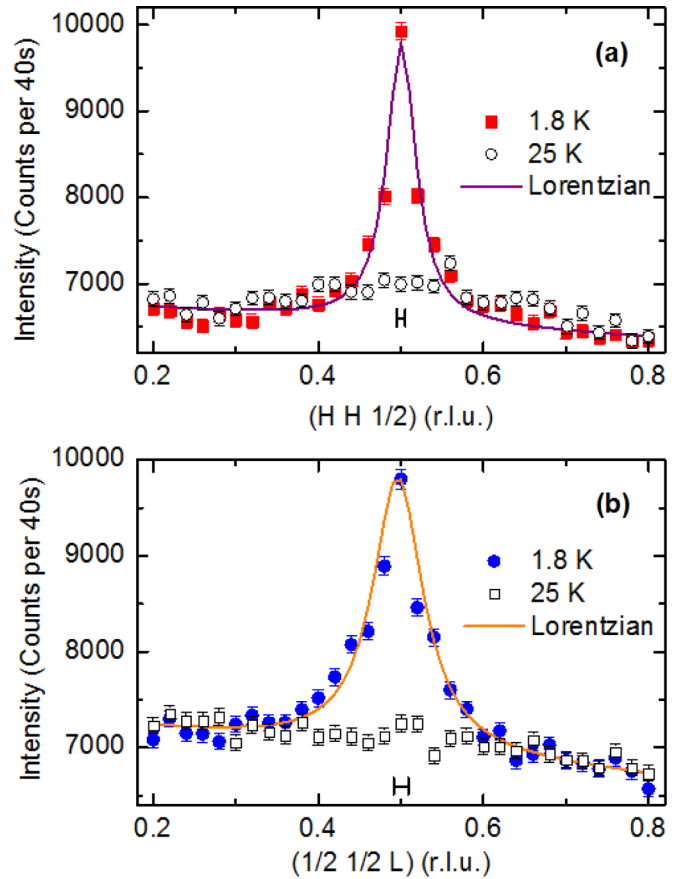 10000
(a)
9000
1.8 K
25 K
8000
Lorentzian
7000
Intensity (Counts per 40s)
0.2 0.4 0.6 0.8
(H H 1/2) (r.l.u.)
10000
(b)
9000
1.8 K
25 K
Lorentzian
8000
7000
Intensity (Counts per 40s)
0.2 0.4 0.6 0.8
(1/2 1/2 L) (r.l.u.)